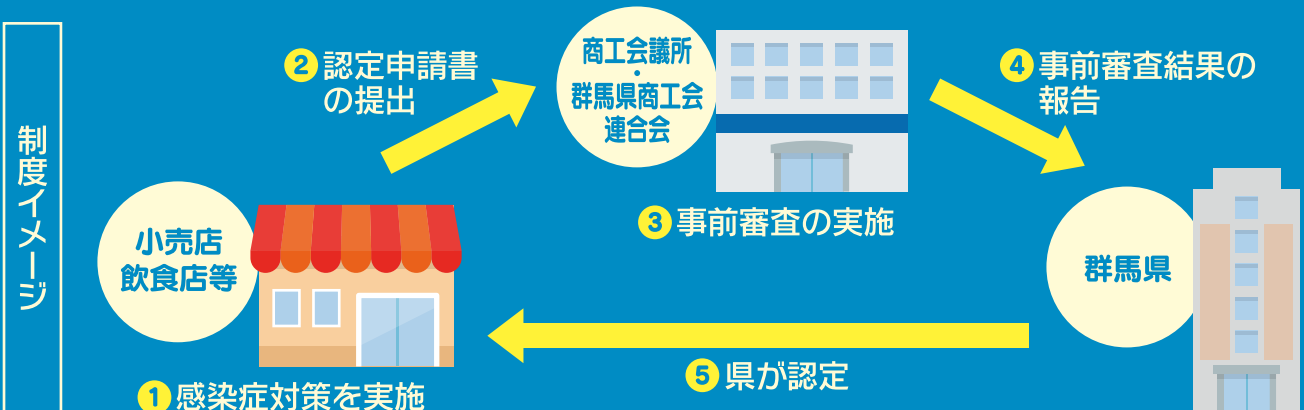 制度イメージ
① 感染症対策を実施
小売店
飲食店等
② 認定申請書
の提出
商工会議所
・
群馬県商工会
連合会
③ 事前審査の実施
④ 事前審査結果の
報告
群馬県
⑤ 県が認定